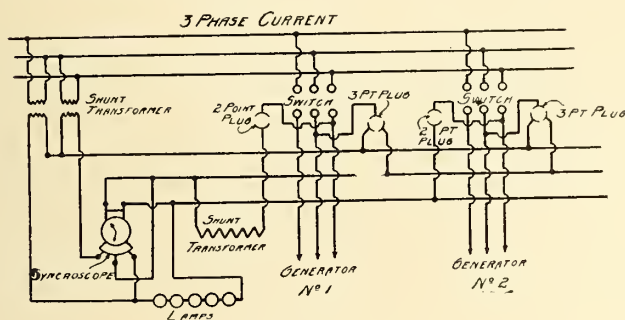 3 PHASE CURRENT
SHUNT
TRANSFORMER
2 POINT
PLUG
SWITCH
3 PT PLUG
2 PT
PLUG
SWITCH
3 PT PLUG
SHUNT
TRANSFORMER
SYNCROSCOPE
LAMPS
GENERATOR
Nº 1
GENERATOR
Nº 2